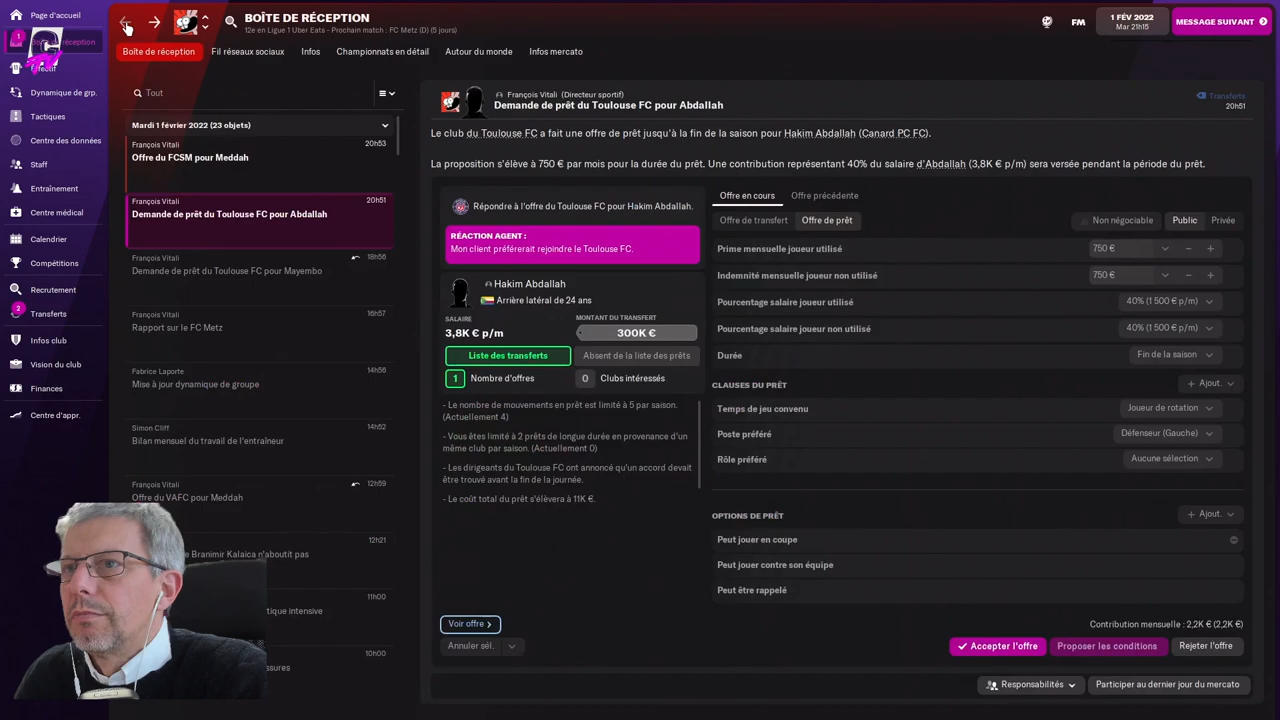 Page d'accueil
BOÎTE DE RÉCEPTION
12e en Ligne 1 Uber Eats - Prochain match : FC Metz (D) (5 jours)
FM
1 FÉV 2022
Mar 21h15
MESSAGE SUIVANT
1
Boîte de réception
Boîte de réception
Fil réseaux sociaux
Infos
Championnats en détail
Autour du monde
Infos mercato
TV
Effectif
Dynamique de grp.
Tactiques
Centre des données
Staff
Entraînement
Centre médical
Calendrier
Compétitions
Recrutement
2
Transferts
Infos club
Vision du club
Finances
Centre d'appr.
Tout
Mardi 1 février 2022 (23 objets)
François Vitali
20h53
Offre du FCSM pour Meddah
François Vitali
20h51
Demande de prêt du Toulouse FC pour Abdallah
François Vitali
18h56
Demande de prêt du Toulouse FC pour Mayembo
François Vitali
16h57
Rapport sur le FC Metz
Fabrice Laporte
14h56
Mise à jour dynamique de groupe
Simon Cliff
14h52
Bilan mensuel du travail de l'entraîneur
François Vitali
12h59
Offre du VAFC pour Meddah
12h21
de Branimir Kalaica n'aboutit pas
11h00
tique intensive
10h00
ssures
François Vitali (Directeur sportif)
Demande de prêt du Toulouse FC pour Abdallah
Transferts
20h51
Le club du Toulouse FC a fait une offre de prêt jusqu'à la fin de la saison pour Hakim Abdallah (Canard PC FC).
La proposition s'élève à 750 € par mois pour la durée du prêt. Une contribution représentant 40% du salaire d'Abdallah (3,8K € p/m) sera versée pendant la période du prêt.
Répondre à l'offre du Toulouse FC pour Hakim Abdallah.
RÉACTION AGENT :
Mon client préférerait rejoindre le Toulouse FC.
Hakim Abdallah
Arrière latéral de 24 ans
SALAIRE
MONTANT DU TRANSFERT
3,8K € p/m
300K €
Liste des transferts
Absent de la liste des prêts
1
Nombre d'offres
0
Clubs intéressés
- Le nombre de mouvements en prêt est limité à 5 par saison.
(Actuellement 4)
- Vous êtes limité à 2 prêts de longue durée en provenance d'un
même club par saison. (Actuellement 0)
- Les dirigeants du Toulouse FC ont annoncé qu'un accord devait
être trouvé avant la fin de la journée.
- Le coût total du prêt s'élèvera à 11K €.
Voir offre
Annuler sél.
Offre en cours
Offre précédente
Offre de transfert
Offre de prêt
Non négociable
Public
Privée
Prime mensuelle joueur utilisé
750 €
Indemnité mensuelle joueur non utilisé
750 €
Pourcentage salaire joueur utilisé
40% (1 500 € p/m)
Pourcentage salaire joueur non utilisé
40% (1 500 € p/m)
Durée
Fin de la saison
CLAUSES DU PRÊT
Ajout.
Temps de jeu convenu
Joueur de rotation
Poste préféré
Défenseur (Gauche)
Rôle préféré
Aucune sélection
OPTIONS DE PRÊT
Ajout.
Peut jouer en coupe
Peut jouer contre son équipe
Peut être rappelé
Contribution mensuelle : 2,2K € (2,2K €)
Accepter l'offre
Proposer les conditions
Rejeter l'offre
Responsabilités
Participer au dernier jour du mercato